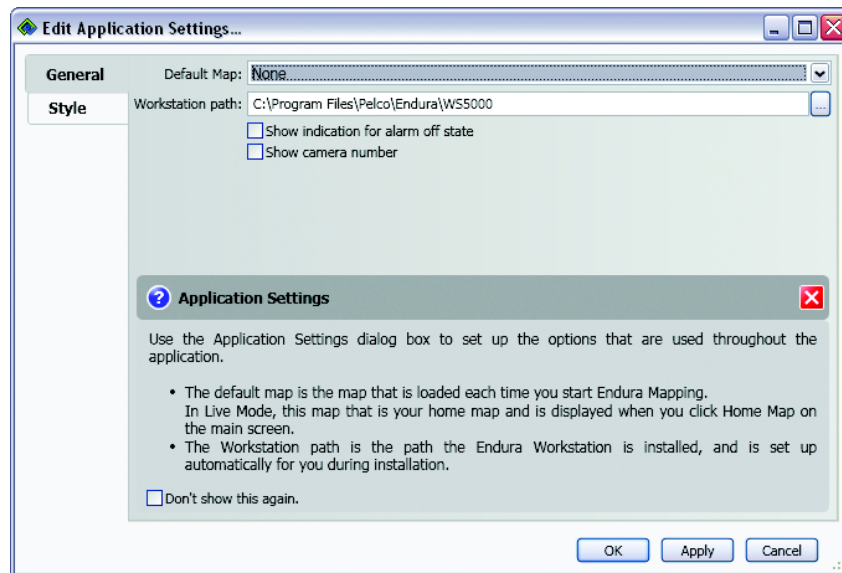 Edit Application Settings...
General
Style
Default Map: None
Workstation path: C:\Program Files\Pelco\Endura\WS5000 ...
Show indication for alarm off state
Show camera number
? Application Settings
Use the Application Settings dialog box to set up the options that are used throughout the
application.
• The default map is the map that is loaded each time you start Endura Mapping.
In Live Mode, this map that is your home map and is displayed when you click Home Map on
the main screen.
• The Workstation path is the path the Endura Workstation is installed, and is set up
automatically for you during installation.
Don't show this again.
OK Apply Cancel